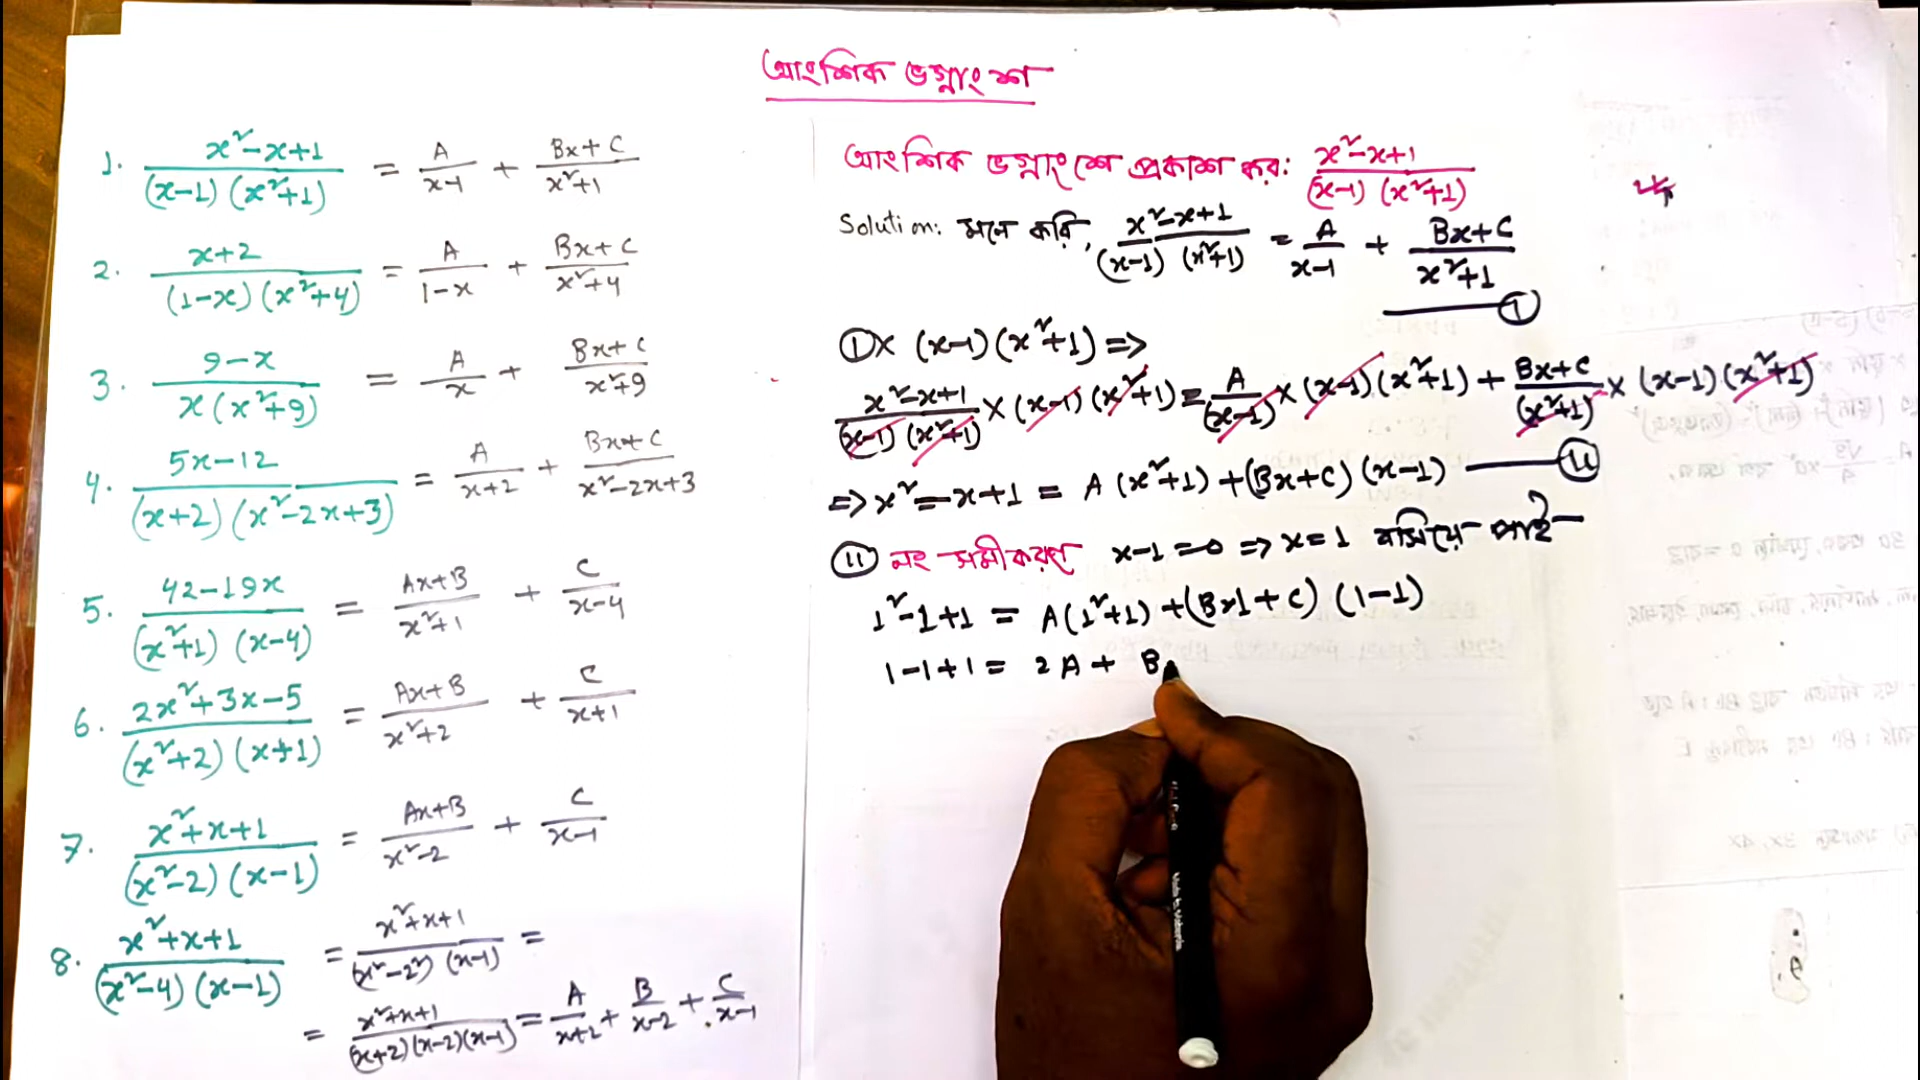 আংশিক ভগ্নাংশ
1. (x²-x+1)/((x-1)(x²+1)) = A/(x-1) + (Bx+C)/(x²+1)
2. (x+2)/((1-x)(x²+4)) = A/(1-x) + (Bx+C)/(x²+4)
3. (9-x)/(x(x²+9)) = A/x + (Bx+C)/(x²+9)
4. (5x-12)/((x+2)(x²-2x+3)) = A/(x+2) + (Bx+C)/(x²-2x+3)
5. (42-19x)/((x²+1)(x-4)) = (Ax+B)/(x²+1) + C/(x-4)
6. (2x²+3x-5)/((x²+2)(x+1)) = (Ax+B)/(x²+2) + C/(x+1)
7. (x²+x+1)/((x²-2)(x-1)) = (Ax+B)/(x²-2) + C/(x-1)
8. (x²+x+1)/((x²-4)(x-1)) = (x²+x+1)/((x²-2²)(x-1)) =
= (x²+x+1)/((x+2)(x-2)(x-1)) = A/(x+2) + B/(x-2) + C/(x-1)
আংশিক ভগ্নাংশে প্রকাশ কর: (x²-x+1)/((x-1)(x²+1))
Solution: মনে করি, (x²-x+1)/((x-1)(x²+1)) = A/(x-1) + (Bx+C)/(x²+1)
—— Ⓘ
Ⓘ× (x-1)(x²+1) =>
(x²-x+1)/((x-1)(x²+1)) × (x-1)(x²+1) = A/(x-1) × (x-1)(x²+1) + (Bx+C)/(x²+1) × (x-1)(x²+1)
=> x²-x+1 = A(x²+1)+(Bx+C)(x-1) —— (II)
(II) নং সমীকরণে x-1=0 => x=1 বসিয়ে পাই-
1²-1+1 = A(1²+1)+(B×1+C)(1-1)
1-1+1 = 2A + B